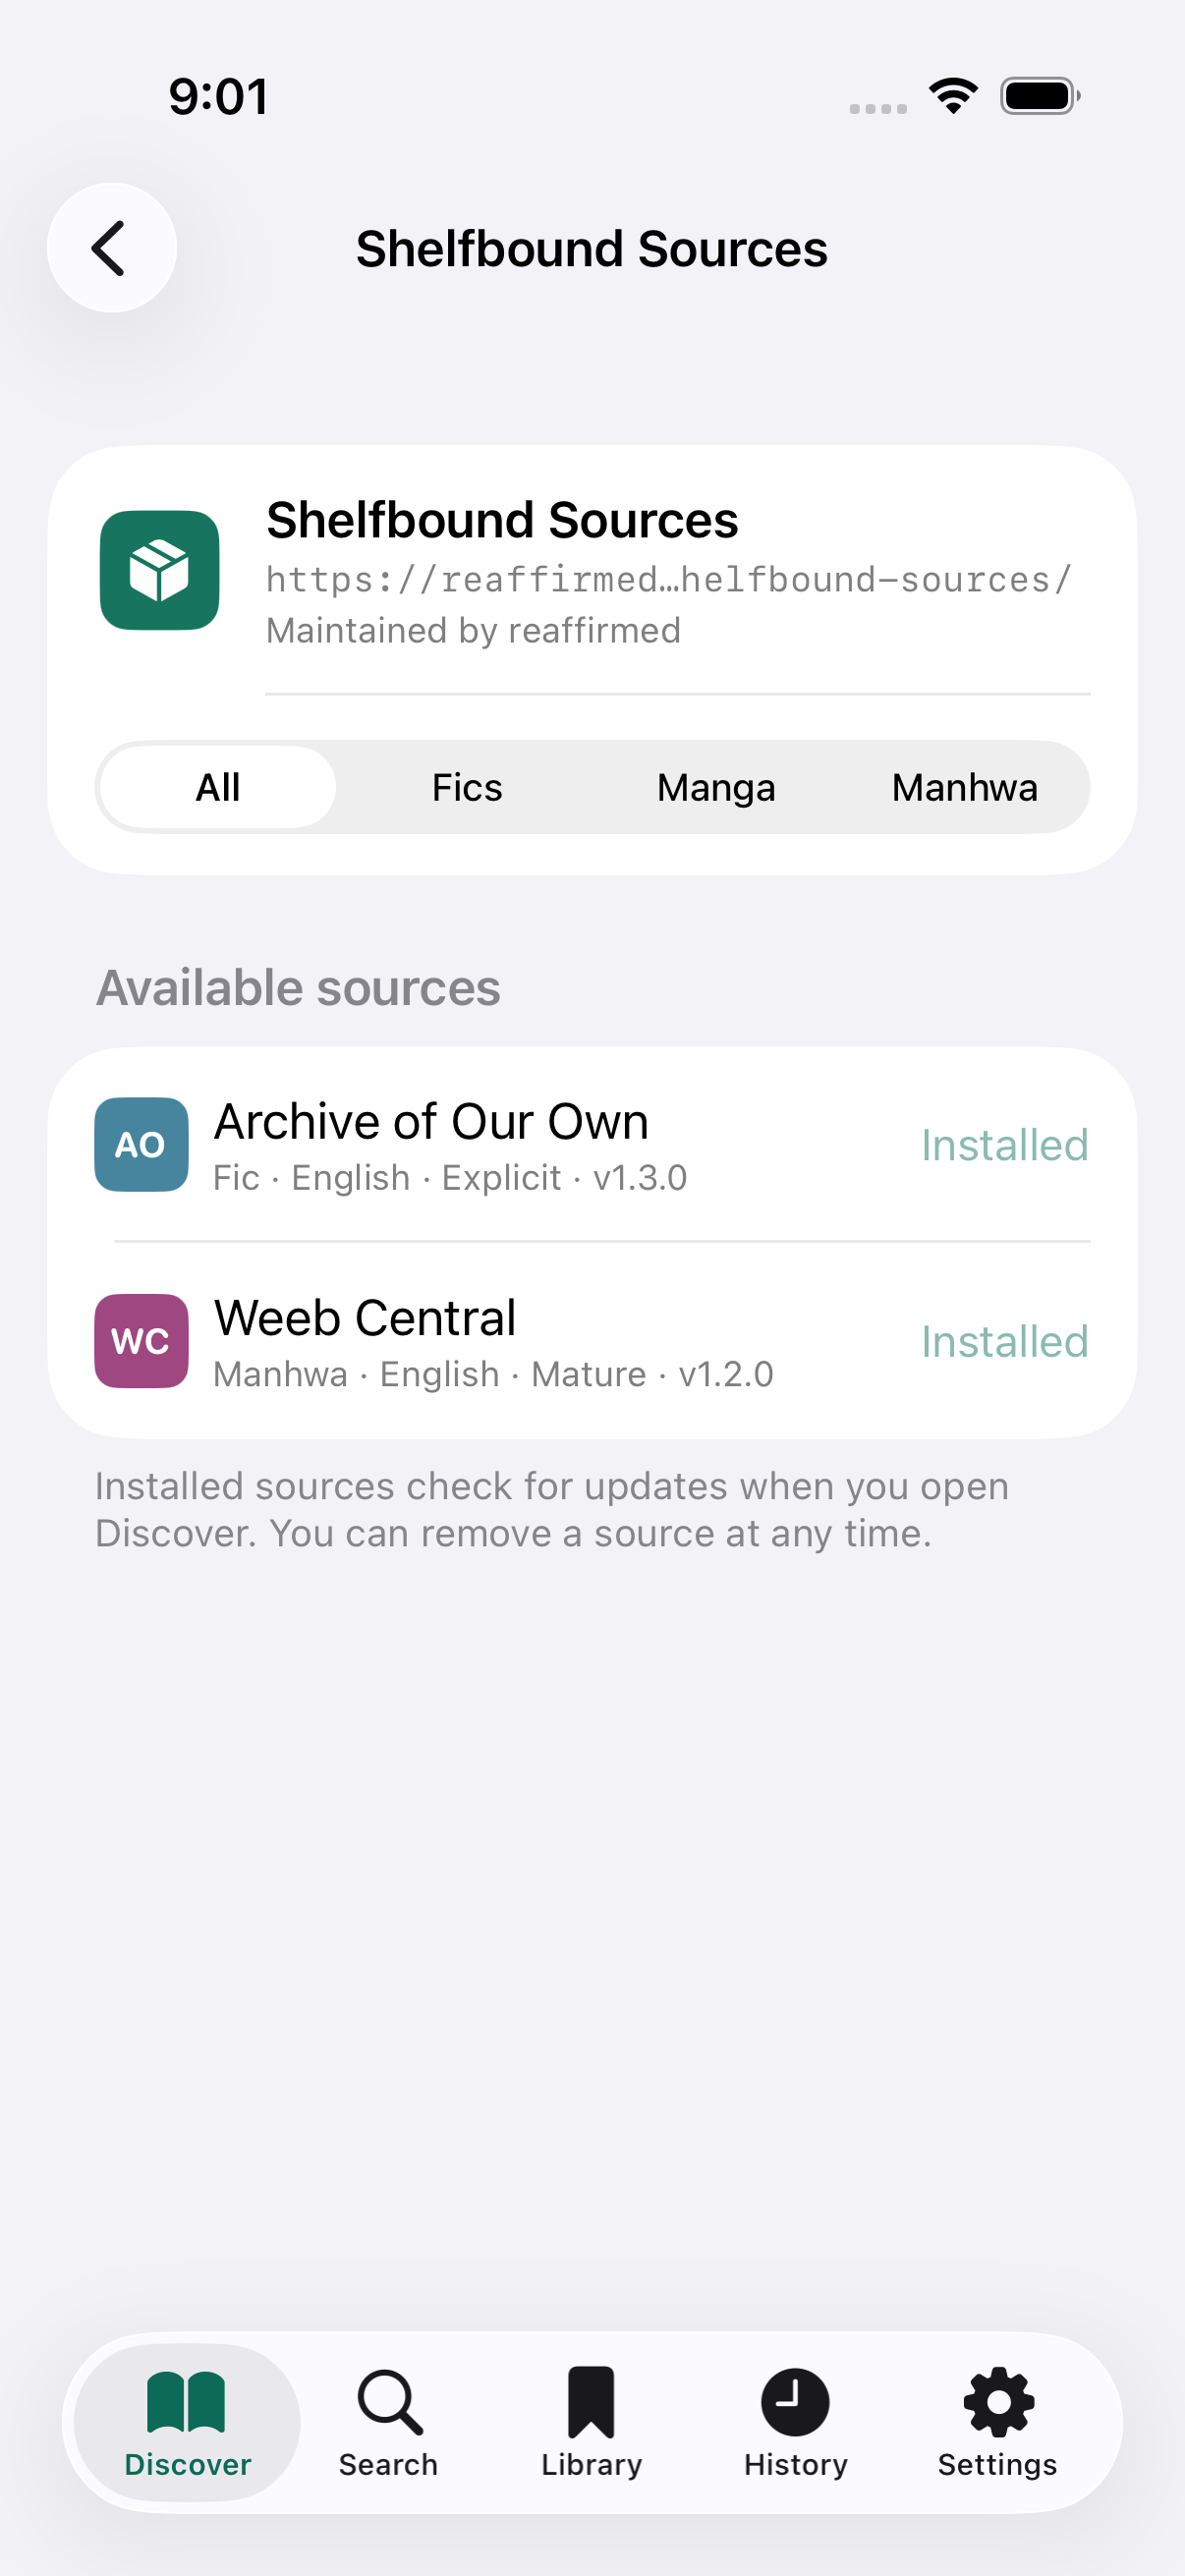 9:01
Shelfbound Sources
Shelfbound Sources
https://reaffirmed…helfbound-sources/
Maintained by reaffirmed
All
Fics
Manga
Manhwa
Available sources
AO
Archive of Our Own
Fic · English · Explicit · v1.3.0
Installed
WC
Weeb Central
Manhwa · English · Mature · v1.2.0
Installed
Installed sources check for updates when you open
Discover. You can remove a source at any time.
Discover
Search
Library
History
Settings